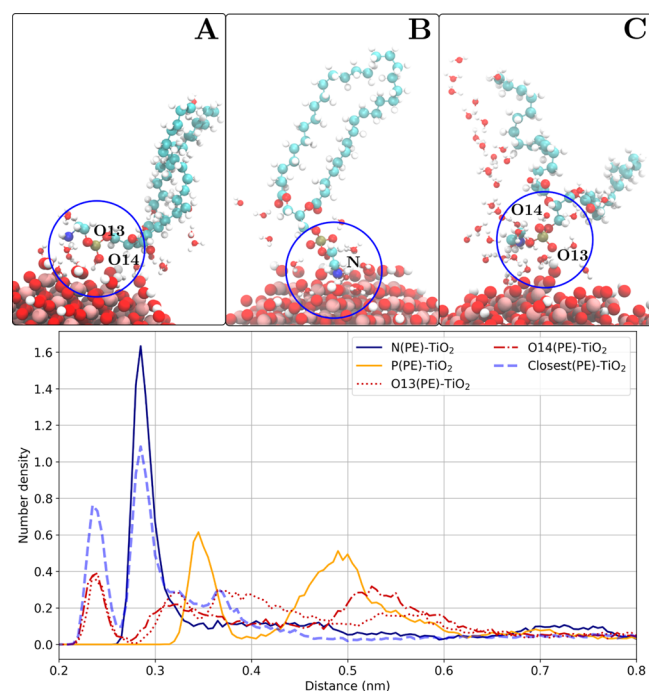 A
B
C
O13
O14
N
O14
O13
N(PE)-TiO₂
P(PE)-TiO₂
O13(PE)-TiO₂
O14(PE)-TiO₂
Closest(PE)-TiO₂
Number density
1.6
1.4
1.2
1.0
0.8
0.6
0.4
0.2
0.0
0.2
0.3
0.4
0.5
0.6
0.7
0.8
Distance (nm)